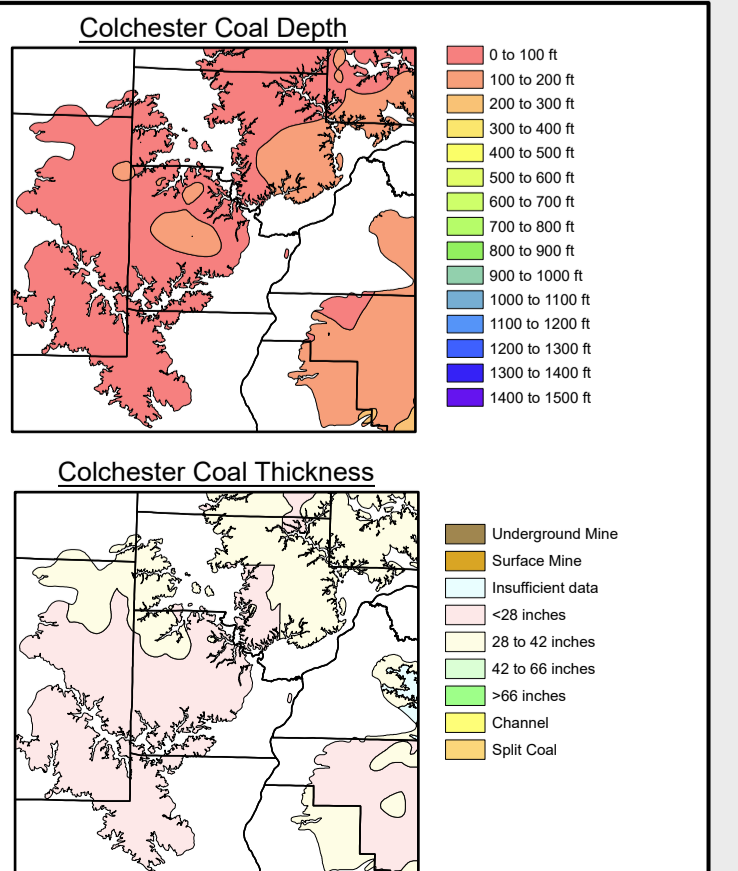 Colchester Coal Depth
0 to 100 ft
100 to 200 ft
200 to 300 ft
300 to 400 ft
400 to 500 ft
500 to 600 ft
600 to 700 ft
700 to 800 ft
800 to 900 ft
900 to 1000 ft
1000 to 1100 ft
1100 to 1200 ft
1200 to 1300 ft
1300 to 1400 ft
1400 to 1500 ft
Colchester Coal Thickness
Underground Mine
Surface Mine
Insufficient data
<28 inches
28 to 42 inches
42 to 66 inches
>66 inches
Channel
Split Coal